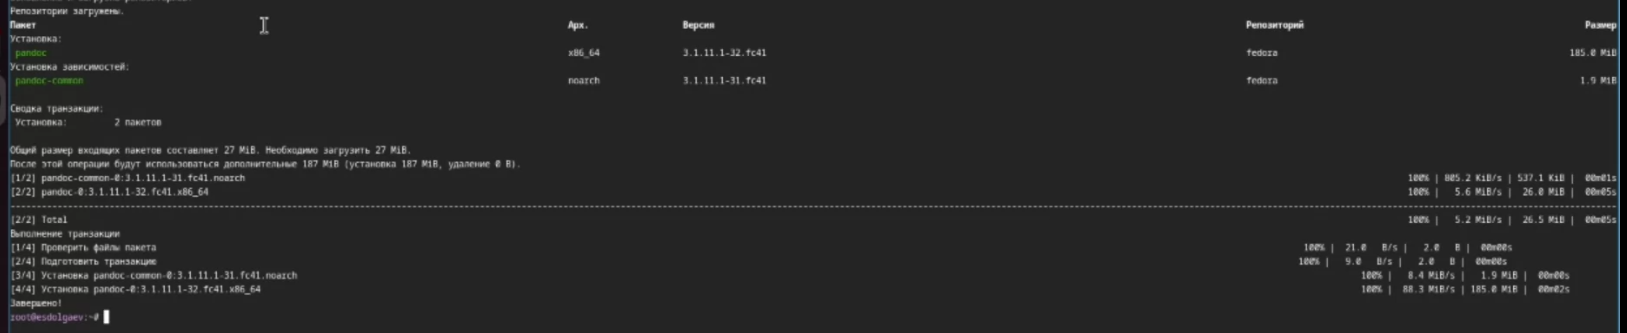 Репозитории загружены.
Пакет Арх. Версия Репозиторий Размер
Установка:
pandoc x86_64 3.1.11.1-32.fc41 fedora 185.0 MiB
Установка зависимостей:
pandoc-common noarch 3.1.11.1-31.fc41 fedora 1.9 MiB
Сводка транзакции:
Установка: 2 пакетов
Общий размер входящих пакетов составляет 27 MiB. Необходимо загрузить 27 MiB.
После этой операции будут использоваться дополнительные 187 MiB (установка 187 MiB, удаление 0 B).
[1/2] pandoc-common-0:3.1.11.1-31.fc41.noarch 100% | 805.2 KiB/s | 537.1 KiB | 00m01s
[2/2] pandoc-0:3.1.11.1-32.fc41.x86_64 100% | 5.6 MiB/s | 26.0 MiB | 00m05s
--------------------------------------------------------------------------------
[2/2] Total 100% | 5.2 MiB/s | 26.5 MiB | 00m05s
Выполнение транзакции
[1/4] Проверить файлы пакета 100% | 21.0 B/s | 2.0 B | 00m00s
[2/4] Подготовить транзакцию 100% | 9.0 B/s | 2.0 B | 00m00s
[3/4] Установка pandoc-common-0:3.1.11.1-31.fc41.noarch 100% | 8.4 MiB/s | 1.9 MiB | 00m00s
[4/4] Установка pandoc-0:3.1.11.1-32.fc41.x86_64 100% | 88.3 MiB/s | 185.0 MiB | 00m02s
Завершено!
root@esdolgaev:~#